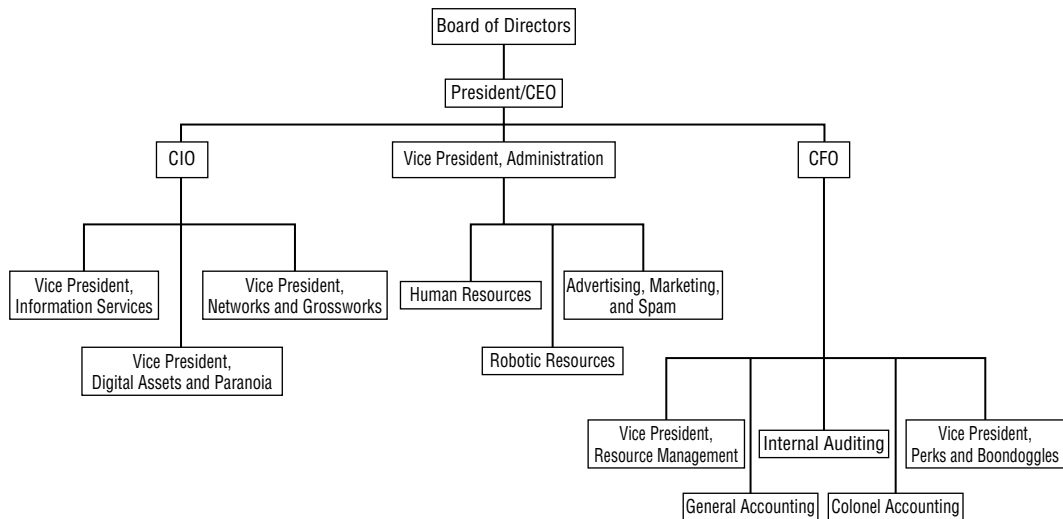 Board of Directors
President/CEO
CIO
Vice President, Administration
CFO
Vice President,
Information Services
Vice President,
Networks and Grossworks
Vice President,
Digital Assets and Paranoia
Human Resources
Advertising, Marketing,
and Spam
Robotic Resources
Vice President,
Resource Management
Internal Auditing
Vice President,
Perks and Boondoggles
General Accounting
Colonel Accounting